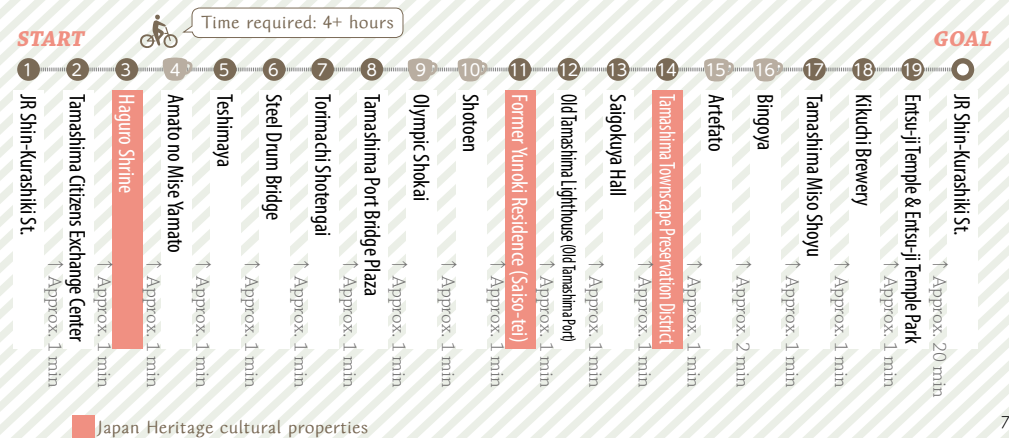 START
Time required: 4+ hours
GOAL
1
JR Shin-Kurashiki St.
↑ Approx. 1 min
2
Tamashima Citizens Exchange Center
↑ Approx. 1 min
3
Haguro Shrine
↑ Approx. 1 min
4
Amato no Mise Yamato
↑ Approx. 1 min
5
Teshimaya
↑ Approx. 1 min
6
Steel Drum Bridge
↑ Approx. 1 min
7
Torimachi Shotengai
↑ Approx. 1 min
8
Tamashima Port Bridge Plaza
↑ Approx. 1 min
9
Olympic Shokai
↑ Approx. 1 min
10
Shotoen
↑ Approx. 1 min
11
Former Yunoki Residence (Saiso-tei)
↑ Approx. 1 min
12
Old Tamashima Lighthouse (Old Tamashima Port)
↑ Approx. 1 min
13
Saigokuya Hall
↑ Approx. 1 min
14
Tamashima Townscape Preservation District
↑ Approx. 1 min
15
Artefato
↑ Approx. 2 min
16
Bingoya
↑ Approx. 1 min
17
Tamashima Miso Shoyu
↑ Approx. 1 min
18
Kikuchi Brewery
↑ Approx. 1 min
19
Entsu-ji Temple & Entsu-ji Temple Park
↑ Approx. 20 min
JR Shin-Kurashiki St.
Japan Heritage cultural properties
7